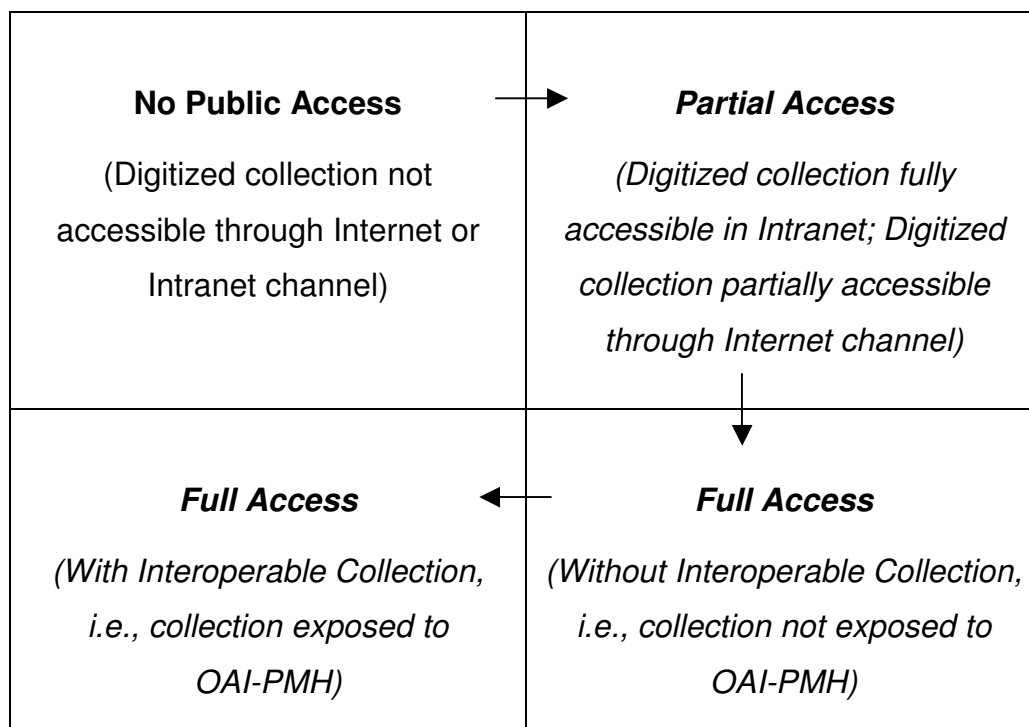 No Public Access
(Digitized collection not
accessible through Internet or
Intranet channel)
Partial Access
(Digitized collection fully
accessible in Intranet; Digitized
collection partially accessible
through Internet channel)
Full Access
(With Interoperable Collection,
i.e., collection exposed to
OAI-PMH)
Full Access
(Without Interoperable Collection,
i.e., collection not exposed to
OAI-PMH)